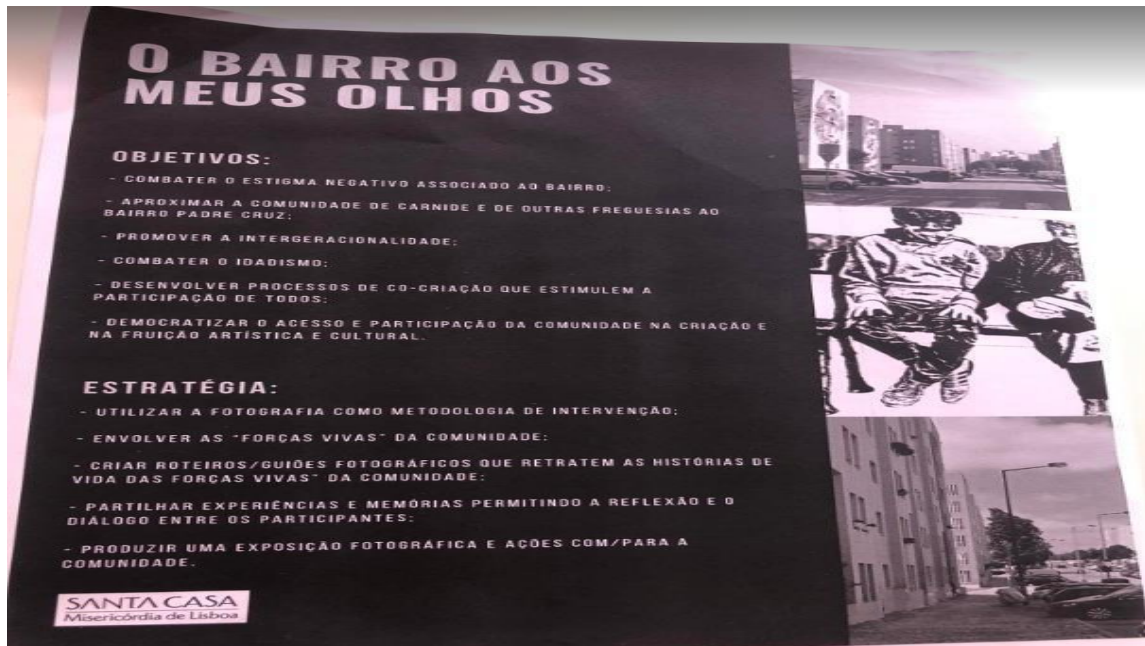 O BAIRRO AOS
MEUS OLHOS
OBJETIVOS:
- COMBATER O ESTIGMA NEGATIVO ASSOCIADO AO BAIRRO;
- APROXIMAR A COMUNIDADE DE CARNIDE E DE OUTRAS FREGUESIAS AO
BAIRRO PADRE CRUZ;
- PROMOVER A INTERGERACIONALIDADE;
- COMBATER O IDADISMO;
- DESENVOLVER PROCESSOS DE CO-CRIAÇÃO QUE ESTIMULEM A
PARTICIPAÇÃO DE TODOS;
- DEMOCRATIZAR O ACESSO E PARTICIPAÇÃO DA COMUNIDADE NA CRIAÇÃO E
NA FRUIÇÃO ARTÍSTICA E CULTURAL.
ESTRATÉGIA:
- UTILIZAR A FOTOGRAFIA COMO METODOLOGIA DE INTERVENÇÃO;
- ENVOLVER AS "FORÇAS VIVAS" DA COMUNIDADE;
- CRIAR ROTEIROS/GUIÕES FOTOGRÁFICOS QUE RETRATEM AS HISTÓRIAS DE
VIDA DAS FORÇAS VIVAS" DA COMUNIDADE;
- PARTILHAR EXPERIÊNCIAS E MEMÓRIAS PERMITINDO A REFLEXÃO E O
DIÁLOGO ENTRE OS PARTICIPANTES;
- PRODUZIR UMA EXPOSIÇÃO FOTOGRÁFICA E AÇÕES COM/PARA A
COMUNIDADE.
SANTA CASA
Misericórdia de Lisboa